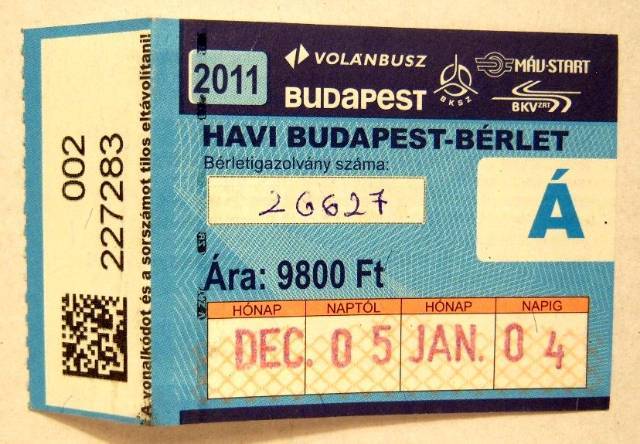 2011
VOLÁNBUSZ
BUDAPEST
BKSZ
MÁV-START
BKV ZRT
HAVI BUDAPEST-BÉRLET
Bérletigazolvány száma:
26627
Á
Ára: 9800 Ft
HÓNAP NAPTÓL HÓNAP NAPIG
DEC. 05 JAN. 04
002
227283
A vonalkódot és a sorszámot tilos eltávolítani!